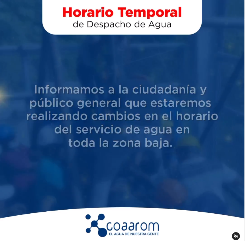 Horario Temporal
de Despacho de Agua
Informamos a la ciudadanía y
público general que estaremos
realizando cambios en el horario
del servicio de agua en
toda la zona baja.
coaarom